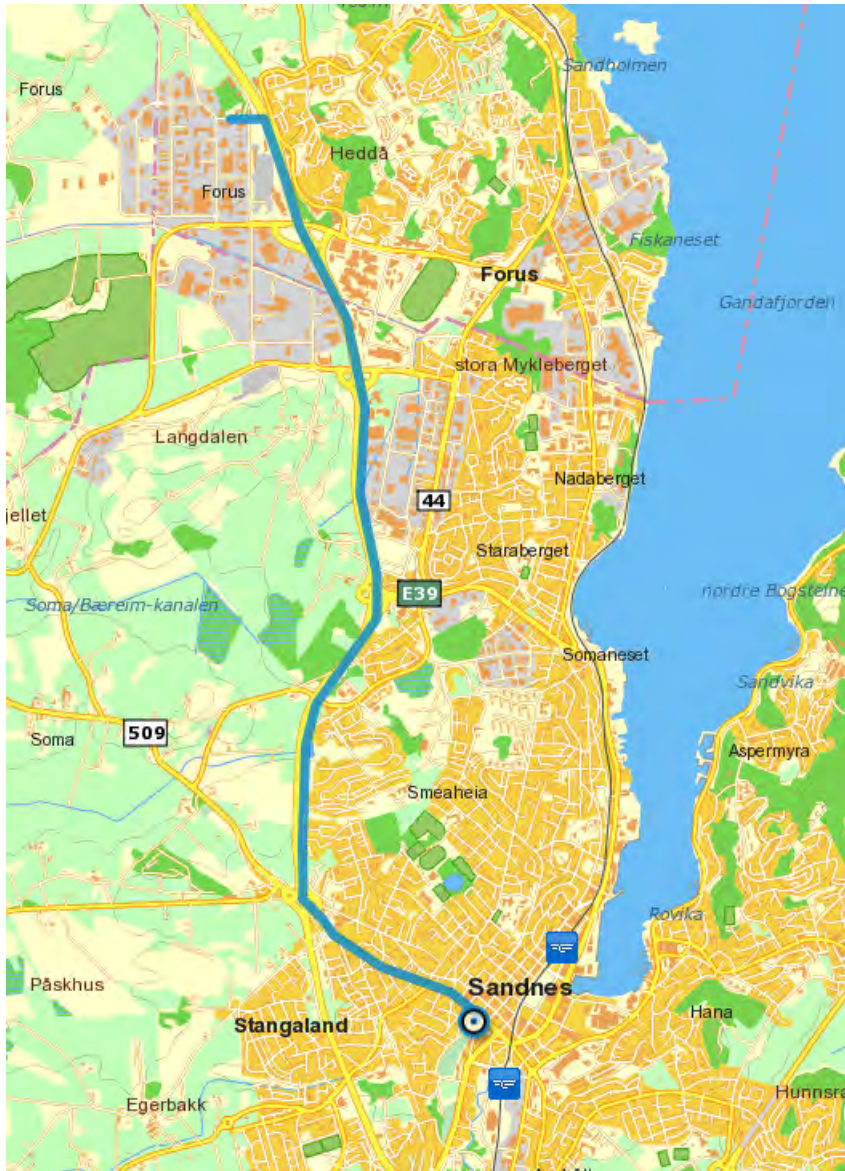 Sandholmen
Forus
Heddå
Forus
Fiskaneset
Forus
Gandafjorden
stora Mykleberget
Langdalen
Nadaberget
44
jellet
Staraberget
E39
nordre Bogsteine
Soma/Bæreim-kanalen
Somaneset
Sandvika
509
Soma
Aspermyra
Smeaheia
Rovika
Påskhus
Sandnes
Stangaland
Hana
Egerbakk
Hunnsra